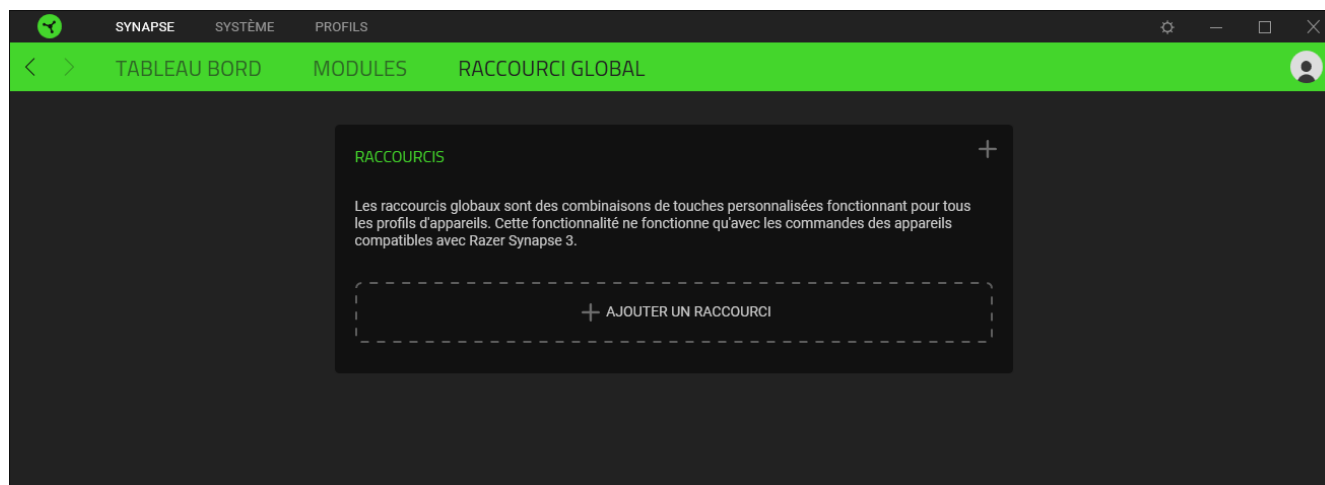 SYNAPSE SYSTÈME PROFILS
TABLEAU BORD MODULES RACCOURCI GLOBAL
RACCOURCIS
Les raccourcis globaux sont des combinaisons de touches personnalisées fonctionnant pour tous
les profils d'appareils. Cette fonctionnalité ne fonctionne qu'avec les commandes des appareils
compatibles avec Razer Synapse 3.
AJOUTER UN RACCOURCI